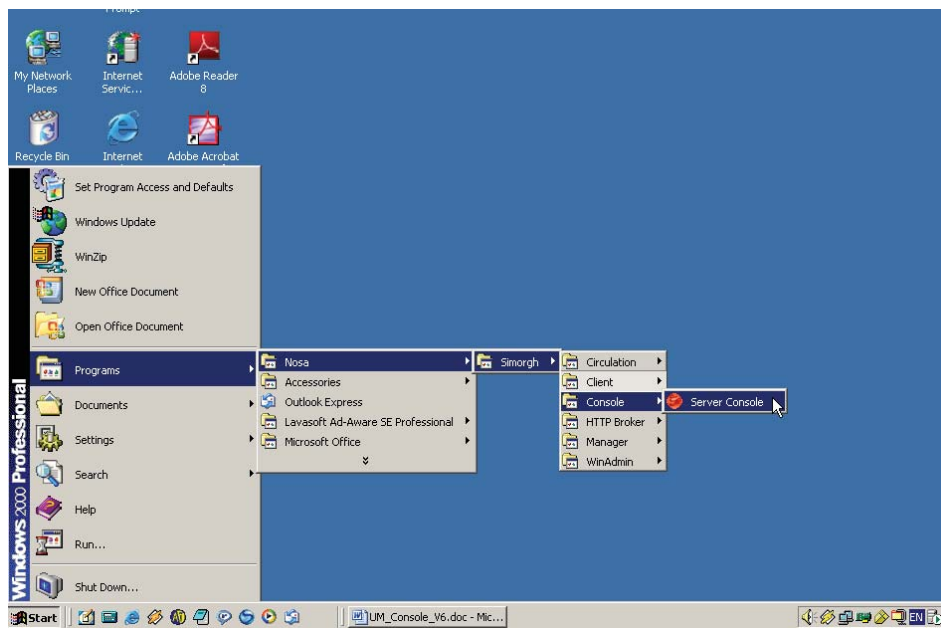 Prompt
My Network Places
Internet Servic...
Adobe Reader 8
Recycle Bin
Internet
Adobe Acrobat
Windows 2000 Professional
Set Program Access and Defaults
Windows Update
WinZip
New Office Document
Open Office Document
Programs
Documents
Settings
Search
Help
Run...
Shut Down...
Nosa
Accessories
Outlook Express
Lavasoft Ad-Aware SE Professional
Microsoft Office
Simorgh
Circulation
Client
Console
HTTP Broker
Manager
WinAdmin
Server Console
Start
UM_Console_V6.doc - Mic...
EN